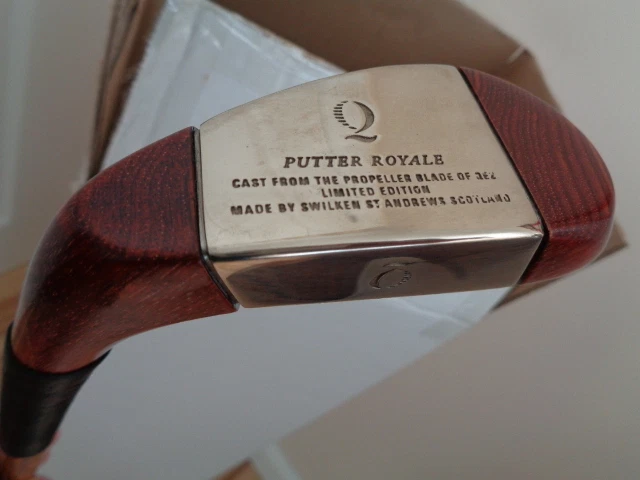 Q
PUTTER ROYALE
CAST FROM THE PROPELLER BLADE OF QE2
LIMITED EDITION
MADE BY SWILKEN ST ANDREWS SCOTLAND